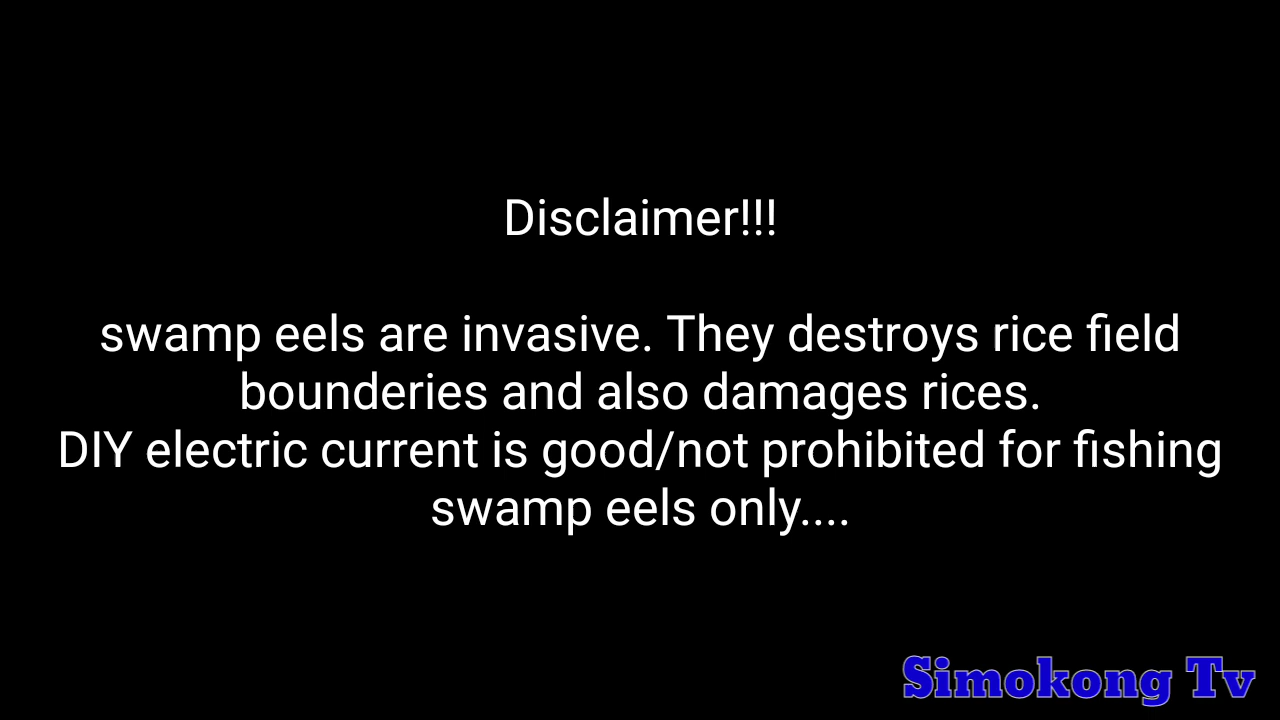 Disclaimer!!!
swamp eels are invasive. They destroys rice field
bounderies and also damages rices.
DIY electric current is good/not prohibited for fishing
swamp eels only....
Simokong Tv